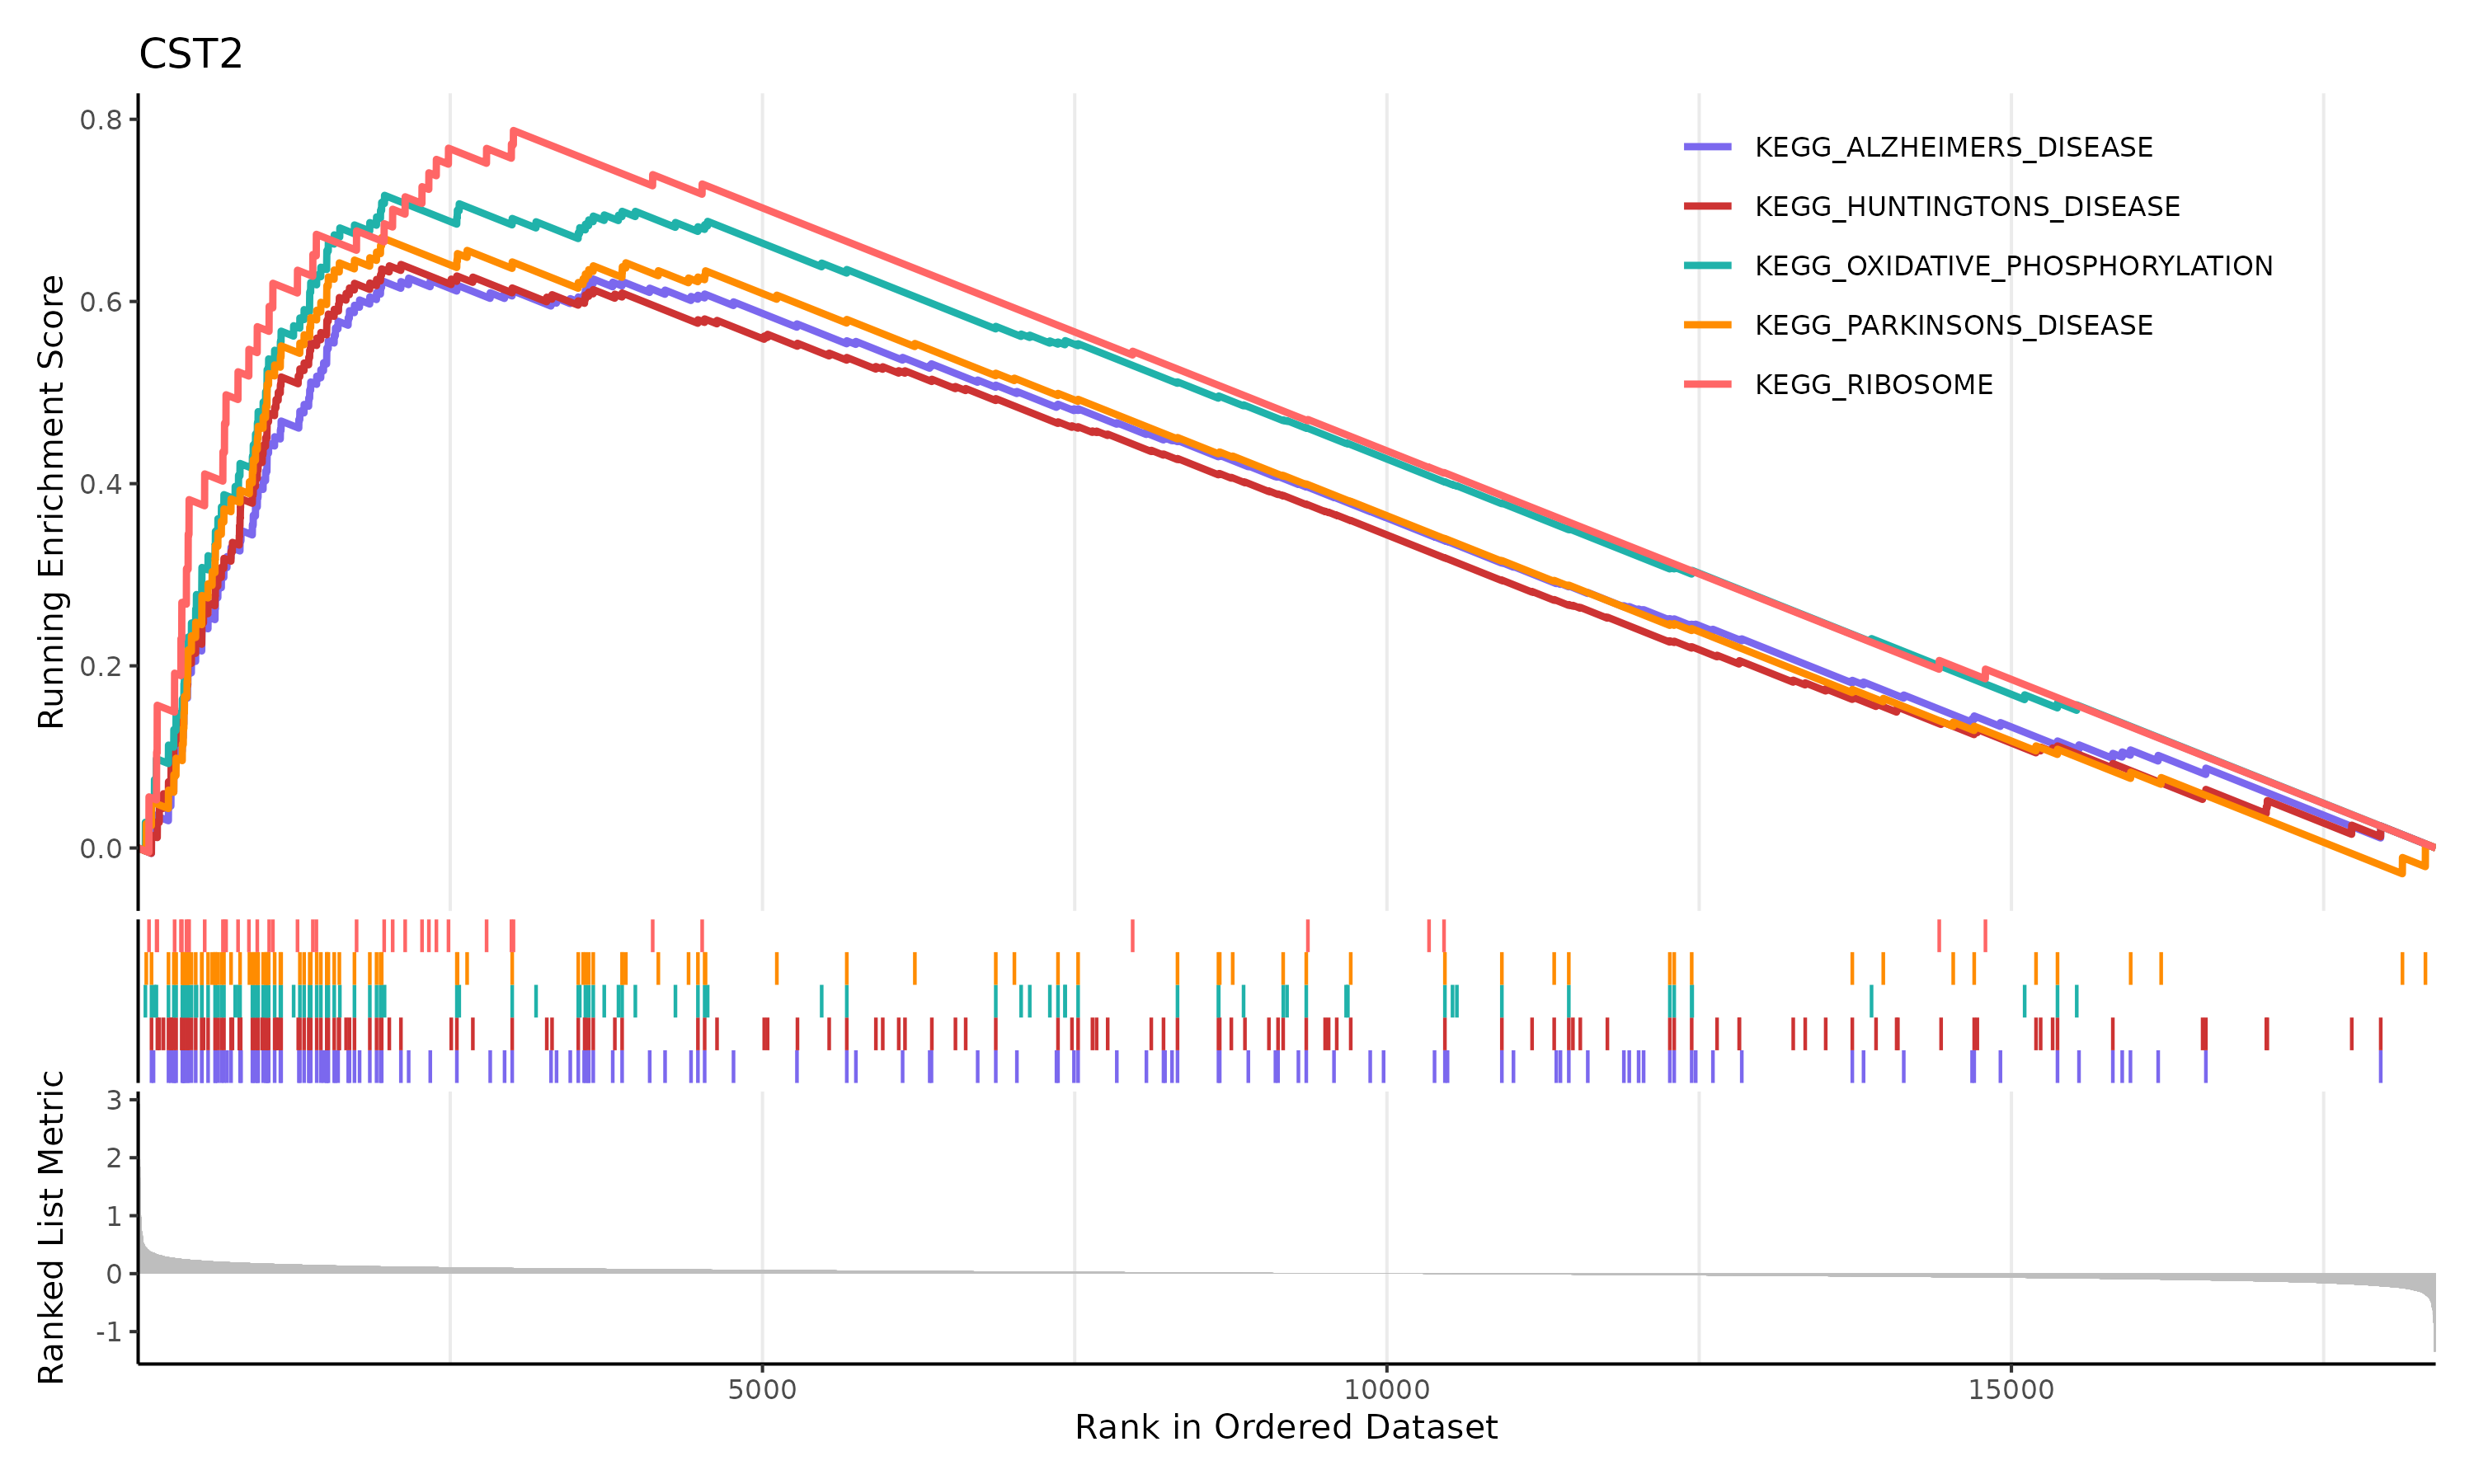 CST2
Running Enrichment Score
0.8
0.6
0.4
0.2
0.0
KEGG_ALZHEIMERS_DISEASE
KEGG_HUNTINGTONS_DISEASE
KEGG_OXIDATIVE_PHOSPHORYLATION
KEGG_PARKINSONS_DISEASE
KEGG_RIBOSOME
Ranked List Metric
3
2
1
0
-1
5000
10000
15000
Rank in Ordered Dataset